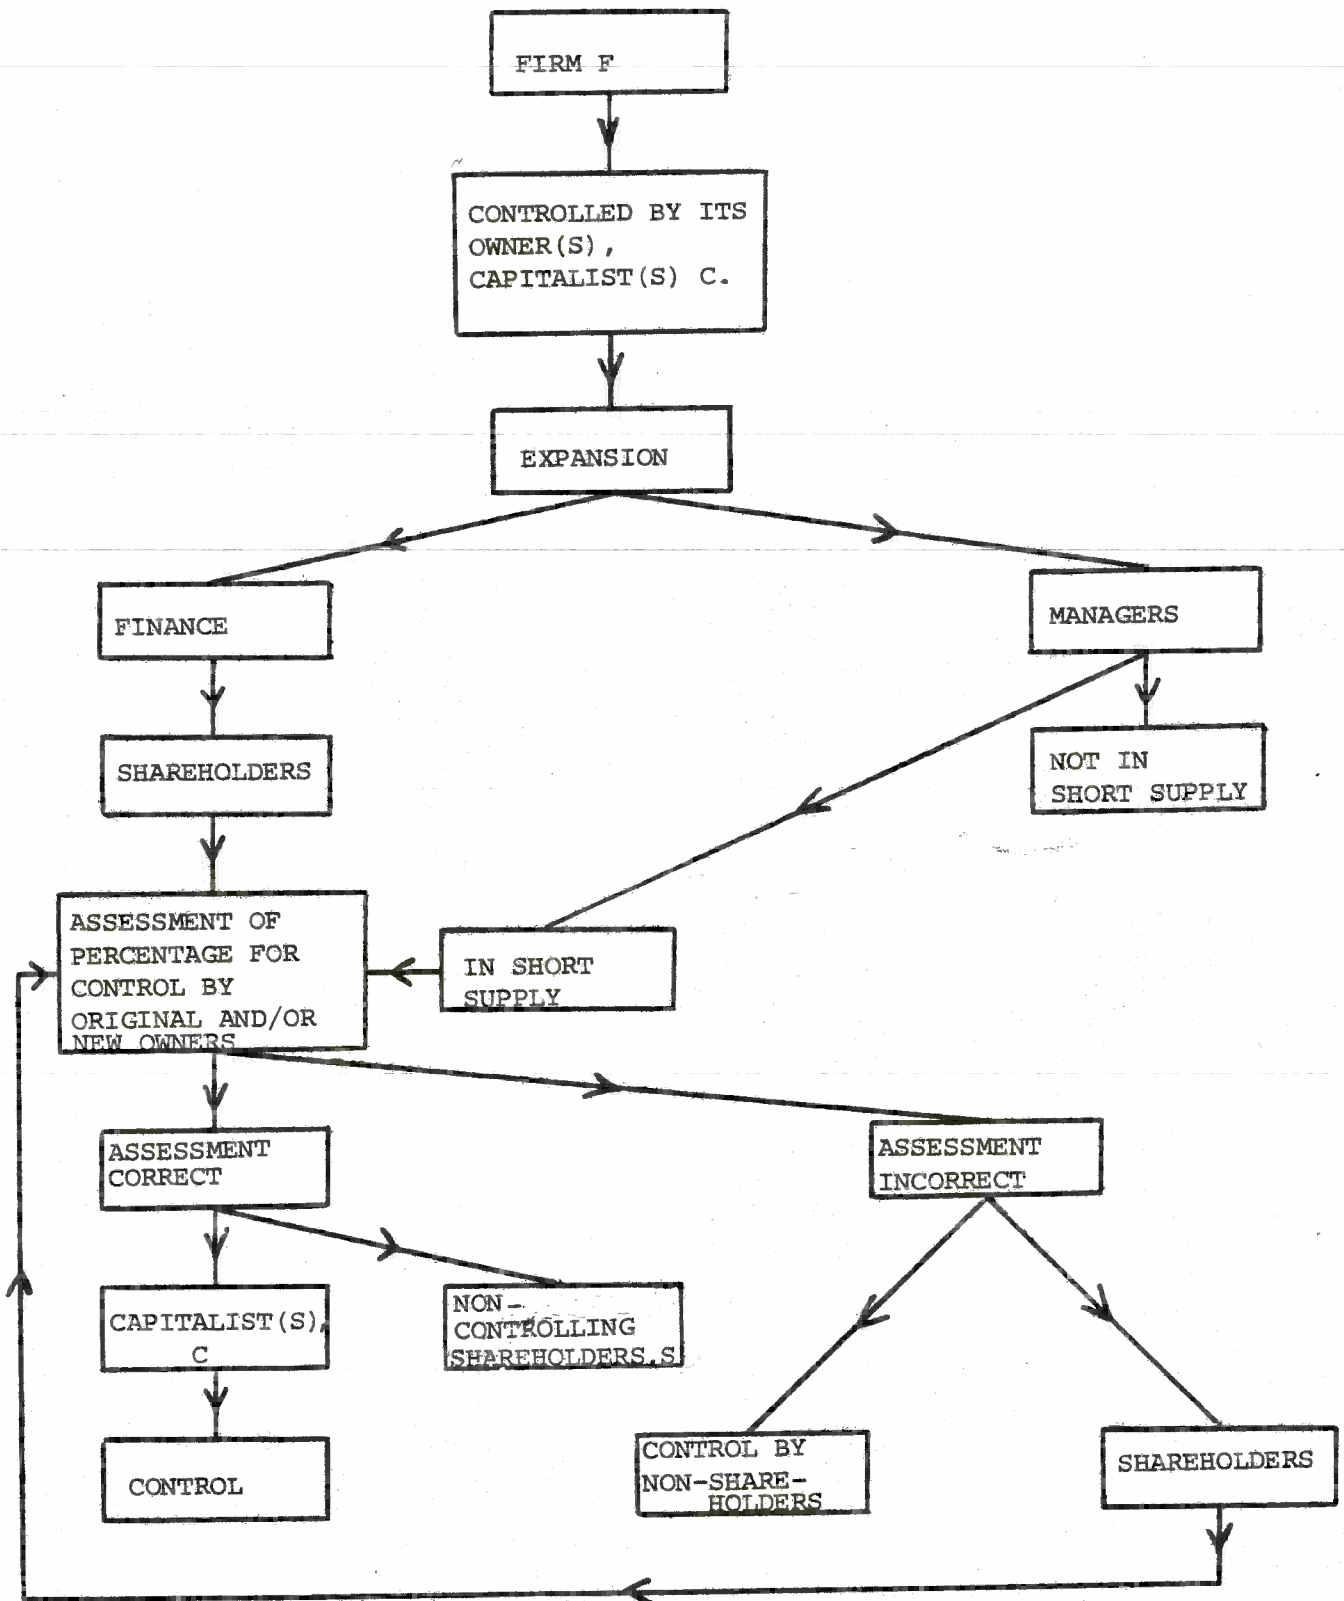 FIRM F
CONTROLLED BY ITS
OWNER(S),
CAPITALIST(S) C.
EXPANSION
FINANCE
MANAGERS
SHAREHOLDERS
NOT IN
SHORT SUPPLY
ASSESSMENT OF
PERCENTAGE FOR
CONTROL BY
ORIGINAL AND/OR
NEW OWNERS
IN SHORT
SUPPLY
ASSESSMENT
CORRECT
ASSESSMENT
INCORRECT
CAPITALIST(S),
C
NON-
CONTROLLING
SHAREHOLDERS,S
CONTROL
CONTROL BY
NON-SHARE-
HOLDERS
SHAREHOLDERS